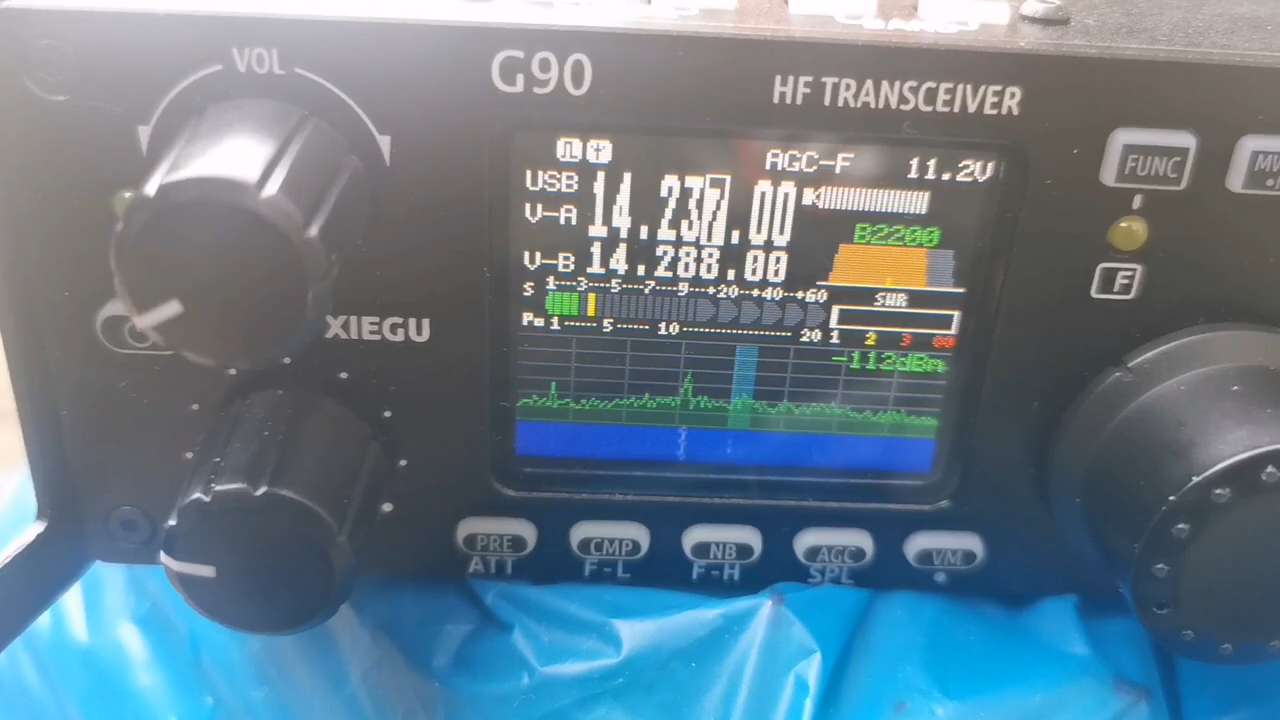 VOL
G90
HF TRANSCEIVER
AGC-F 11.2V
USB 14.237.00
V-A
B2200
V-B 14.288.00
S 1--3--5--7--9--+20--+40--+60
SWR
Po 1-----5-----10---------------20 1 2 3 ∞
-112dBm
XIEGU
FUNC
F
PRE CMP NB AGC VM
ATT F-L F-H SPL